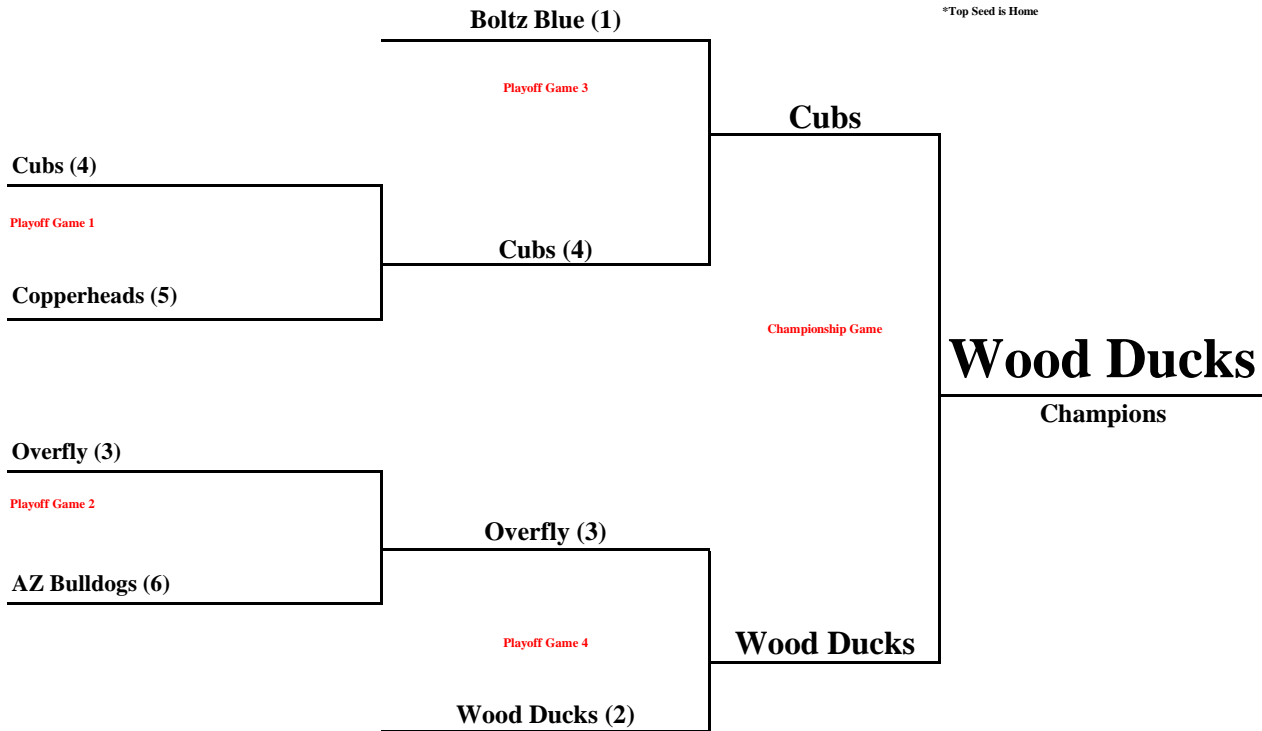 *Top Seed is Home
Boltz Blue (1)
Playoff Game 3
Cubs
Cubs (4)
Playoff Game 1
Cubs (4)
Copperheads (5)
Championship Game
Wood Ducks
Champions
Overfly (3)
Playoff Game 2
Overfly (3)
AZ Bulldogs (6)
Playoff Game 4
Wood Ducks
Wood Ducks (2)